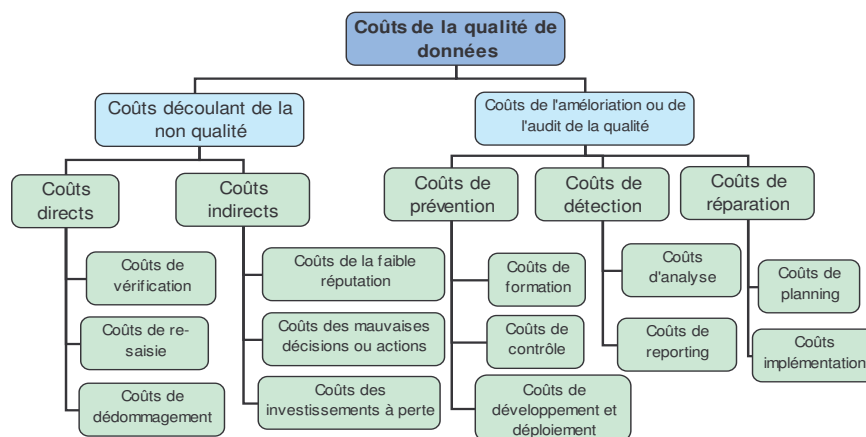 Coûts de la qualité de
données
Coûts découlant de la
non qualité
Coûts de l'améloriation ou de
l'audit de la qualité
Coûts
directs
Coûts
indirects
Coûts de
prévention
Coûts de
détection
Coûts de
réparation
Coûts de
vérification
Coûts de re-
saisie
Coûts de
dédommagement
Coûts de la faible
réputation
Coûts des mauvaises
décisions ou actions
Coûts des
investissements à perte
Coûts de
formation
Coûts de
contrôle
Coûts de
développement et
déploiement
Coûts
d'analyse
Coûts de
reporting
Coûts de
planning
Coûts
implémentation